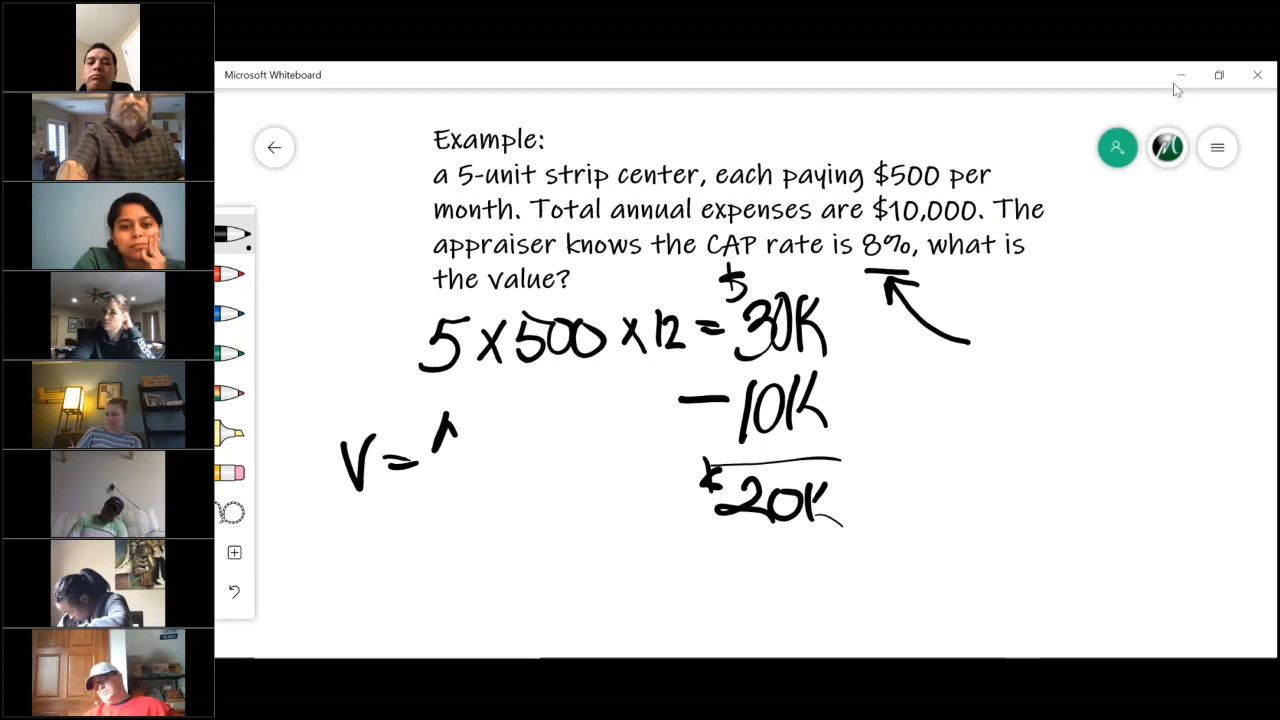 Microsoft Whiteboard
Example:
a 5-unit strip center, each paying $500 per
month. Total annual expenses are $10,000. The
appraiser knows the CAP rate is 8%, what is
the value?
5 x 500 x 12 = $30K
- 10K
$20K
V =